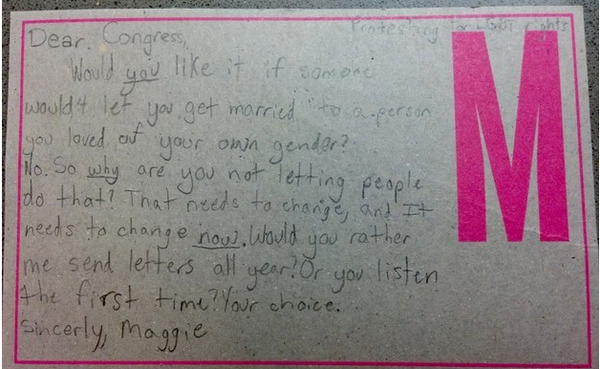 Protesting for LGBT rights
Dear. Congress,
Would you like it if someone
would't let you get married to a person
you loved of your own gender?
No. So why are you not letting people
do that? That needs to change, and It
needs to change now. Would you rather
me send letters all year? Or you listen
the first time? Your choice.
Sincerly, Maggie
M